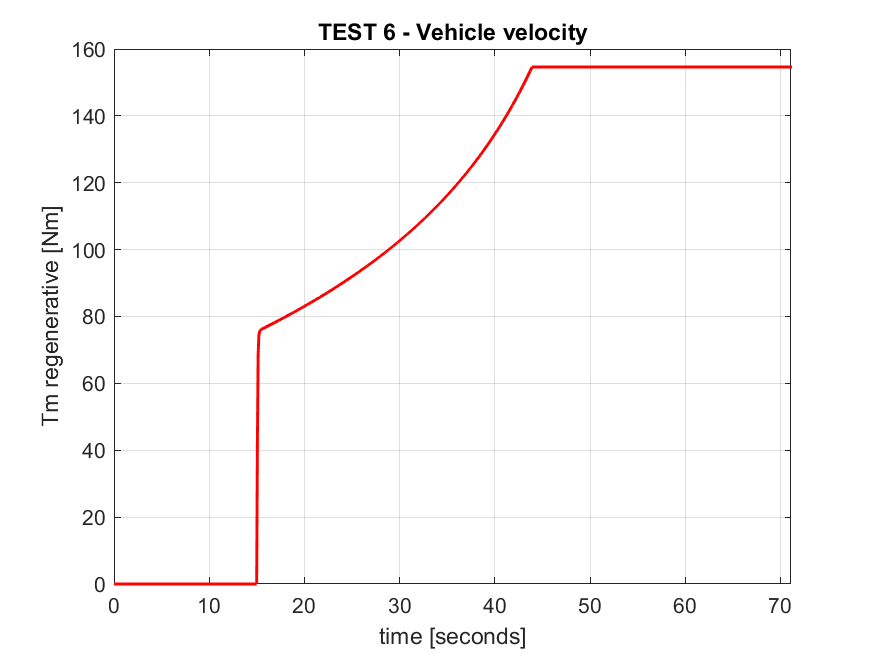 TEST 6 - Vehicle velocity
160
140
120
100
80
60
40
20
0
Tm regenerative [Nm]
0 10 20 30 40 50 60 70
time [seconds]